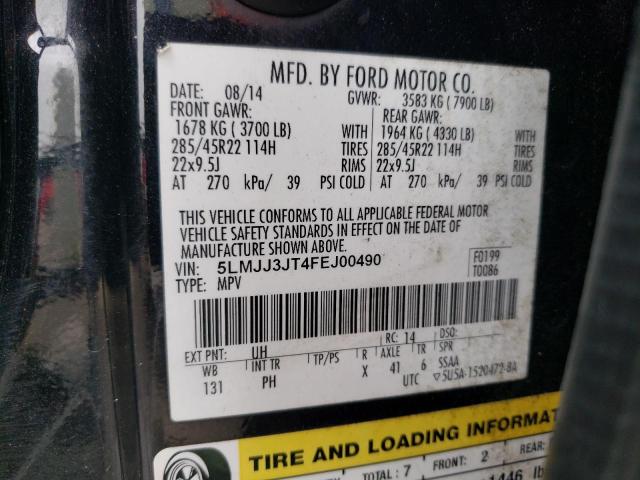 MFD. BY FORD MOTOR CO.
DATE: 08/14 GVWR: 3583 KG ( 7900 LB)
FRONT GAWR: REAR GAWR:
1678 KG ( 3700 LB) WITH 1964 KG ( 4330 LB) WITH
285/45R22 114H TIRES 285/45R22 114H TIRES
22x9.5J RIMS 22x9.5J RIMS
AT 270 kPa/ 39 PSI COLD AT 270 kPa/ 39 PSI COLD
THIS VEHICLE CONFORMS TO ALL APPLICABLE FEDERAL MOTOR
VEHICLE SAFETY STANDARDS IN EFFECT ON THE DATE OF
MANUFACTURE SHOWN ABOVE.
VIN: 5LMJJ3JT4FEJ00490 F0199
TYPE: MPV T0086
EXT PNT: UH RC: 14 DSO:
WB INT TR TP/PS R AXLE TR SPR
131 PH X 41 6 SSAA
UTC ▽5U5A-1520472-BA
TIRE AND LOADING INFORMAT
TOTAL: 7 FRONT: 2 REAR:
1446 lb